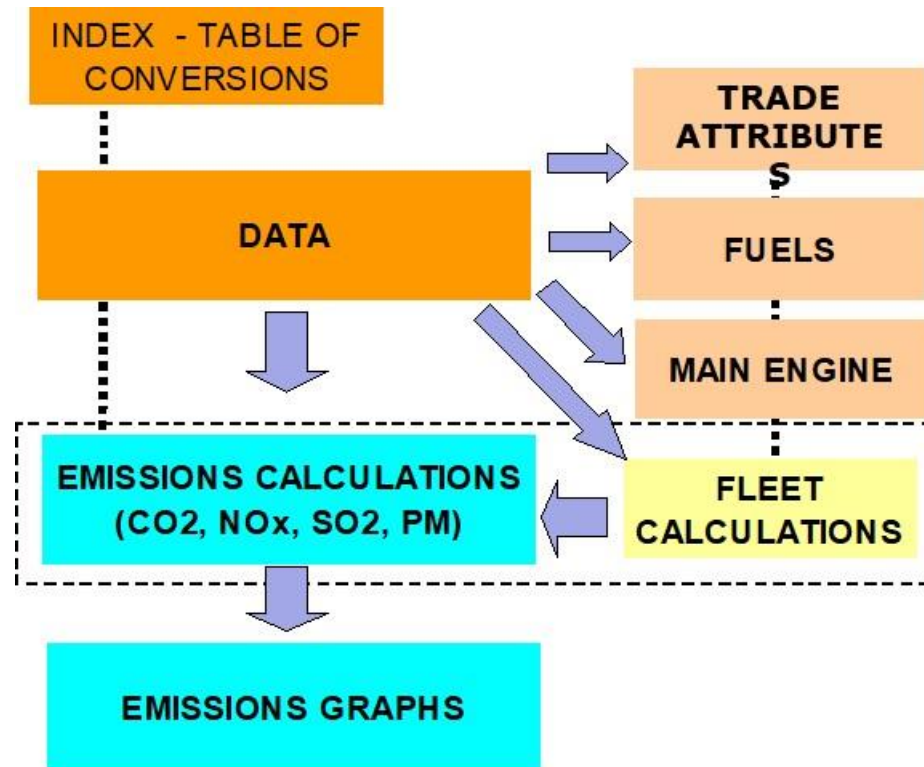 INDEX - TABLE OF
CONVERSIONS
TRADE
ATTRIBUTE
S
DATA
FUELS
MAIN ENGINE
EMISSIONS CALCULATIONS
(CO2, NOx, SO2, PM)
FLEET
CALCULATIONS
EMISSIONS GRAPHS